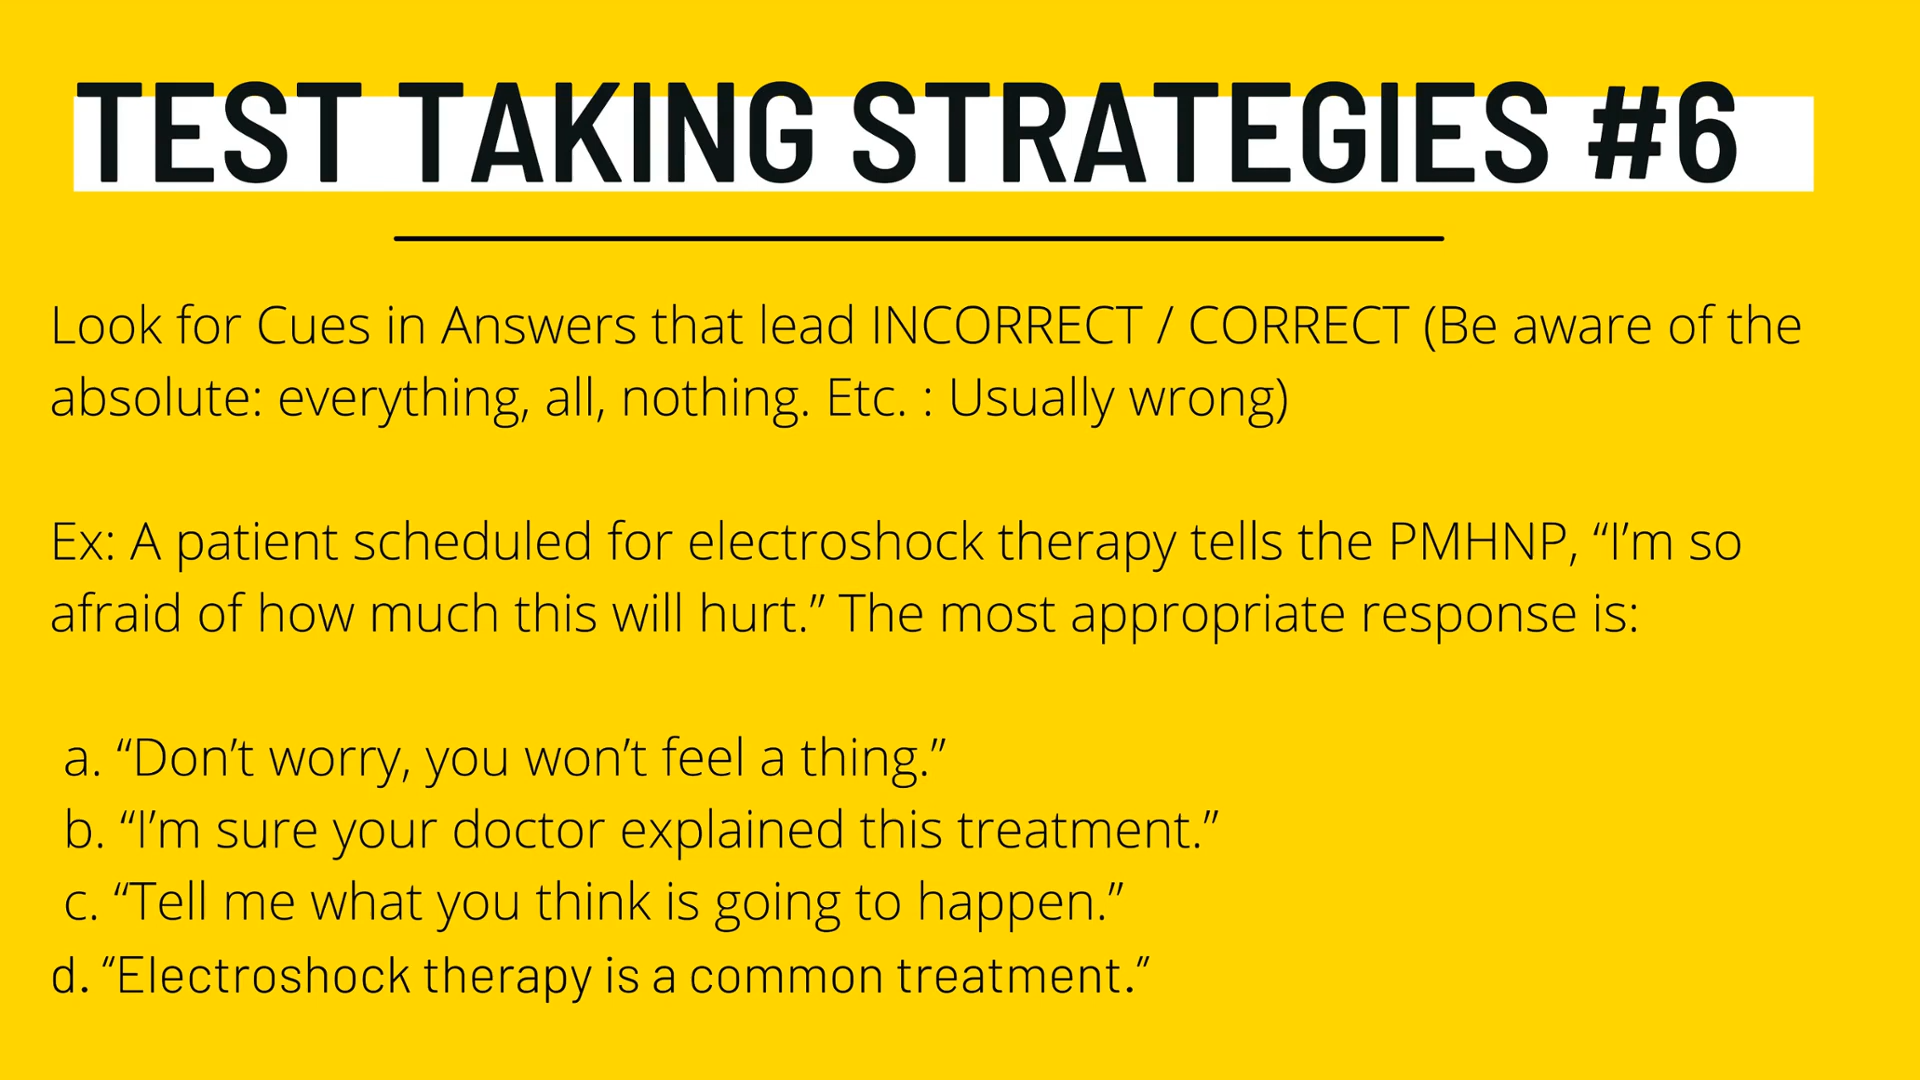 TEST TAKING STRATEGIES #6
Look for Cues in Answers that lead INCORRECT / CORRECT (Be aware of the
absolute: everything, all, nothing. Etc. : Usually wrong)
Ex: A patient scheduled for electroshock therapy tells the PMHNP, “I’m so
afraid of how much this will hurt.” The most appropriate response is:
a. “Don’t worry, you won’t feel a thing.”
b. “I’m sure your doctor explained this treatment.”
c. “Tell me what you think is going to happen.”
d. “Electroshock therapy is a common treatment.”